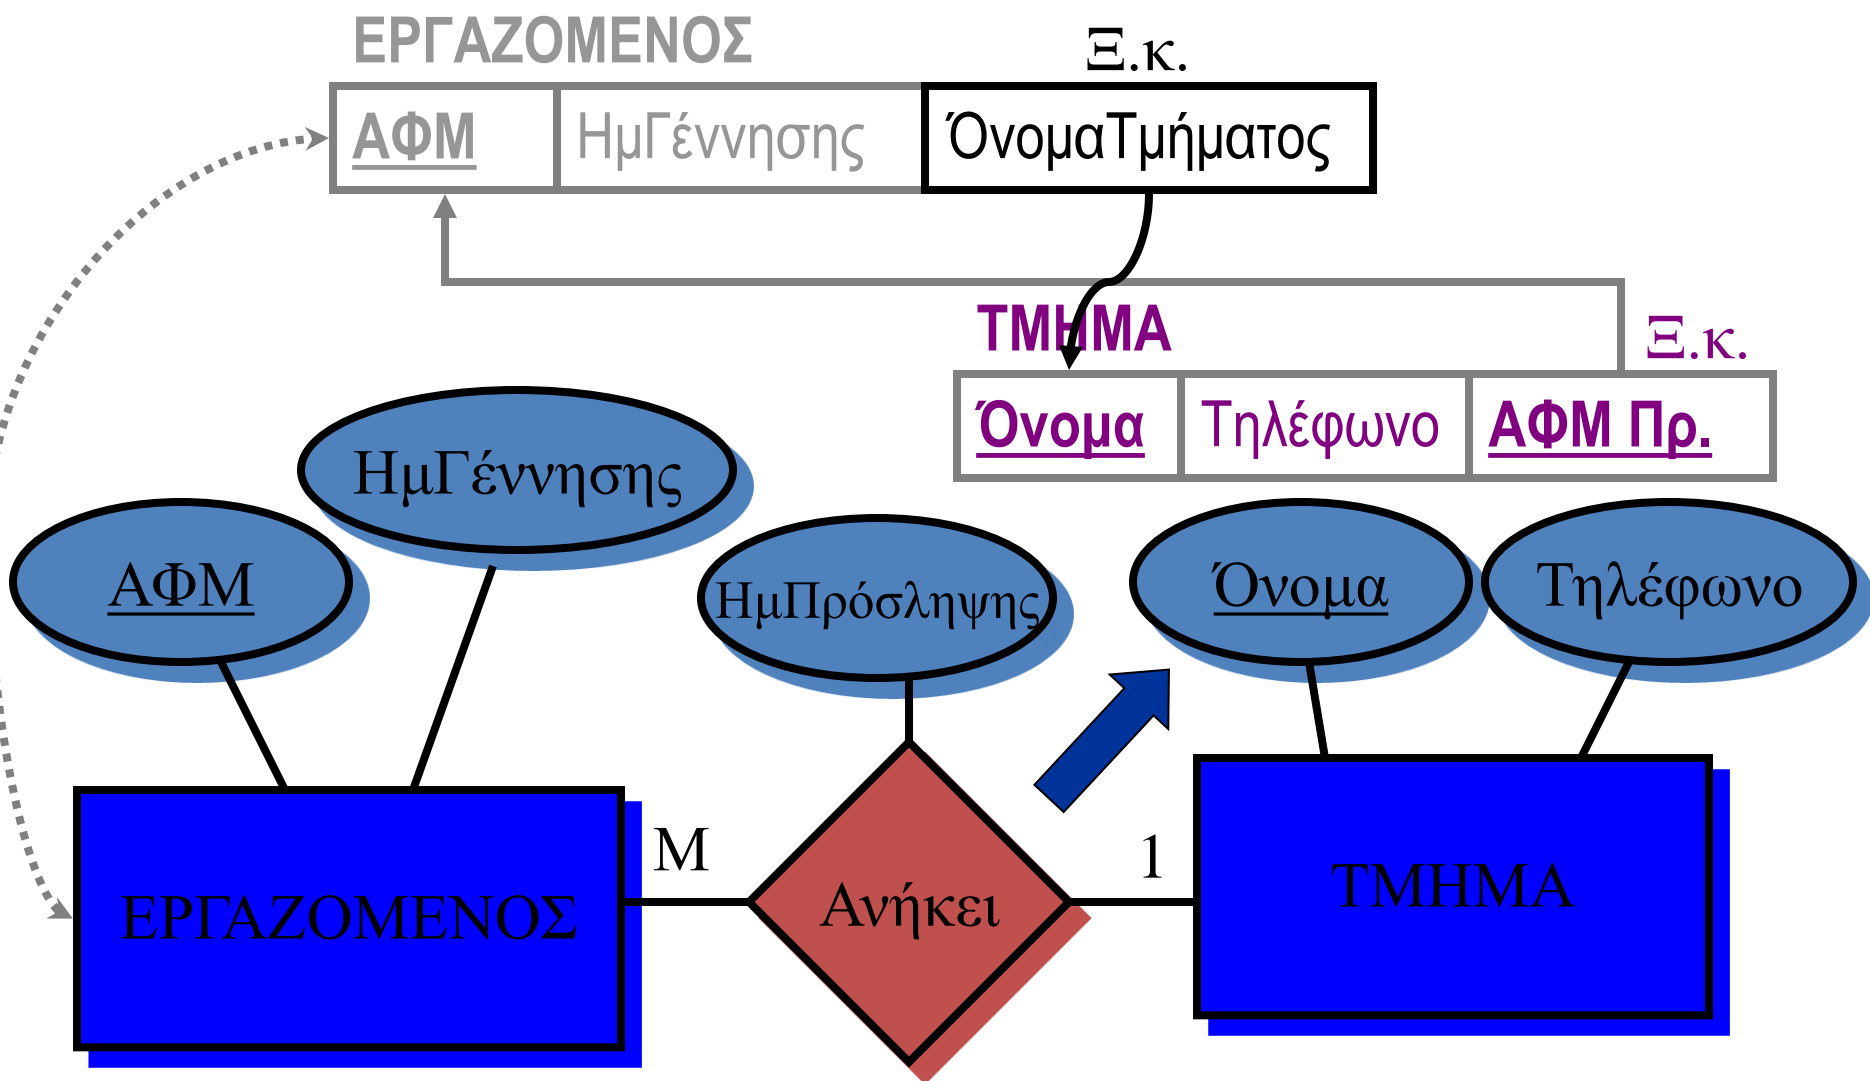 ΕΡΓΑΖΟΜΕΝΟΣ
Ξ.κ.
ΑΦΜ ΗμΓέννησης ΌνομαΤμήματος
ΤΜΗΜΑ
Ξ.κ.
Όνομα Τηλέφωνο ΑΦΜ Πρ.
ΗμΓέννησης
ΑΦΜ
ΗμΠρόσληψης
Όνομα
Τηλέφωνο
Μ
1
ΕΡΓΑΖΟΜΕΝΟΣ
Ανήκει
ΤΜΗΜΑ